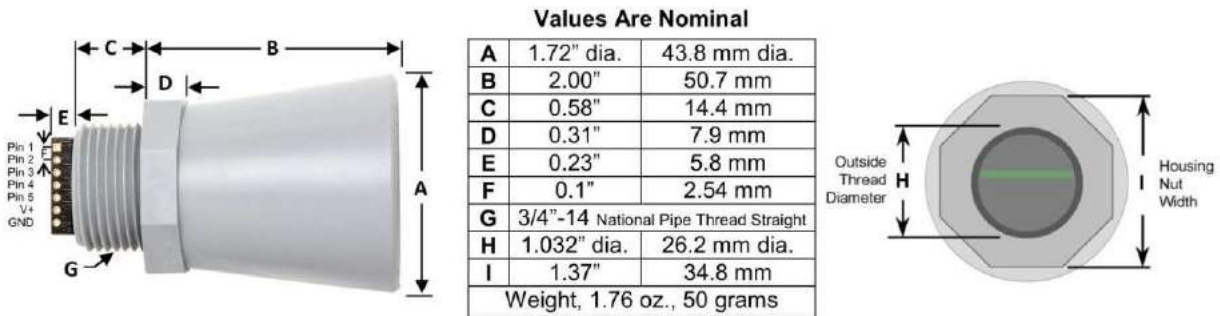 Values Are Nominal
C
B
D
E
F
A
G
Pin 1
Pin 2
Pin 3
Pin 4
Pin 5
V+
GND
A 1.72" dia. 43.8 mm dia.
B 2.00" 50.7 mm
C 0.58" 14.4 mm
D 0.31" 7.9 mm
E 0.23" 5.8 mm
F 0.1" 2.54 mm
G 3/4"-14 National Pipe Thread Straight
H 1.032" dia. 26.2 mm dia.
I 1.37" 34.8 mm
Weight, 1.76 oz., 50 grams
Outside
Thread
Diameter
H
I
Housing
Nut
Width